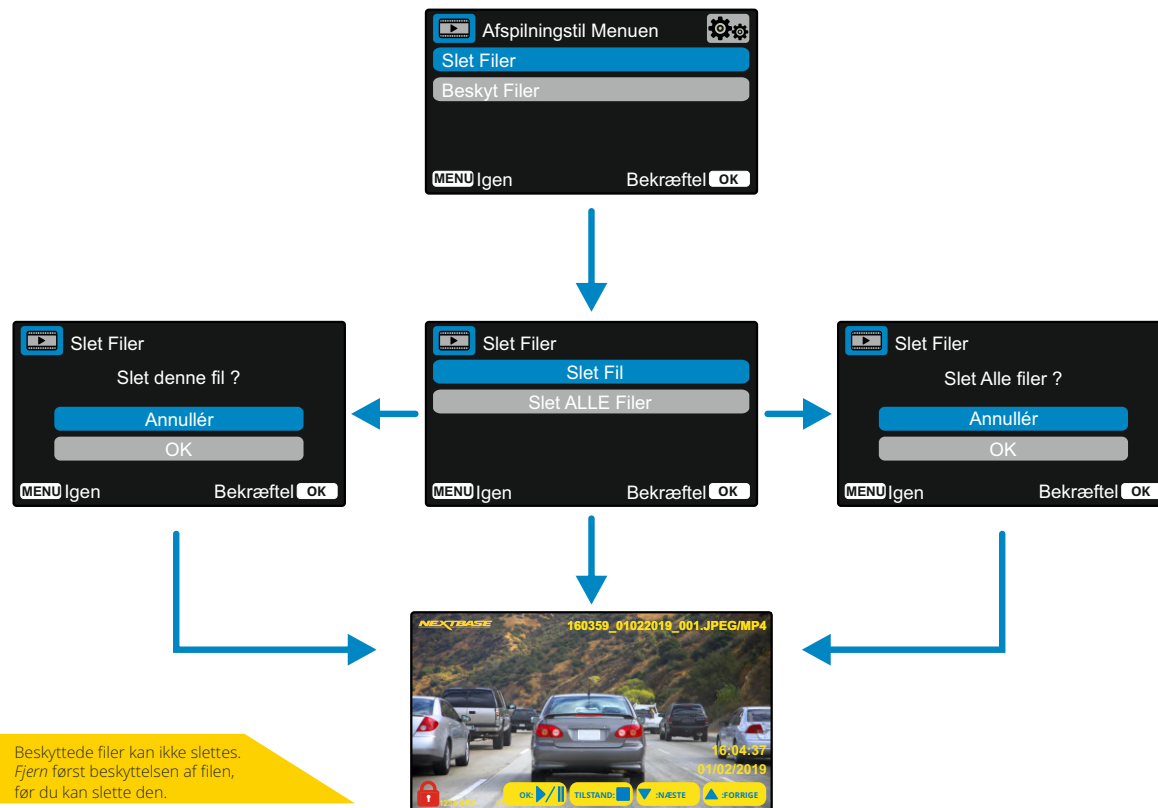 Afspilningstil Menuen
Slet Filer
Beskyt Filer
MENU Igen Bekræftel OK
Slet Filer
Slet denne fil ?
Annullér
OK
MENU Igen Bekræftel OK
Slet Filer
Slet Fil
Slet ALLE Filer
MENU Igen Bekræftel OK
Slet Filer
Slet Alle filer ?
Annullér
OK
MENU Igen Bekræftel OK
NEXTBASE 160359_01022019_001.JPEG/MP4
16:04:37
01/02/2019
OK: TILSTAND: :NÆSTE :FORRIGE
Beskyttede filer kan ikke slettes.
Fjern først beskyttelsen af filen,
før du kan slette den.